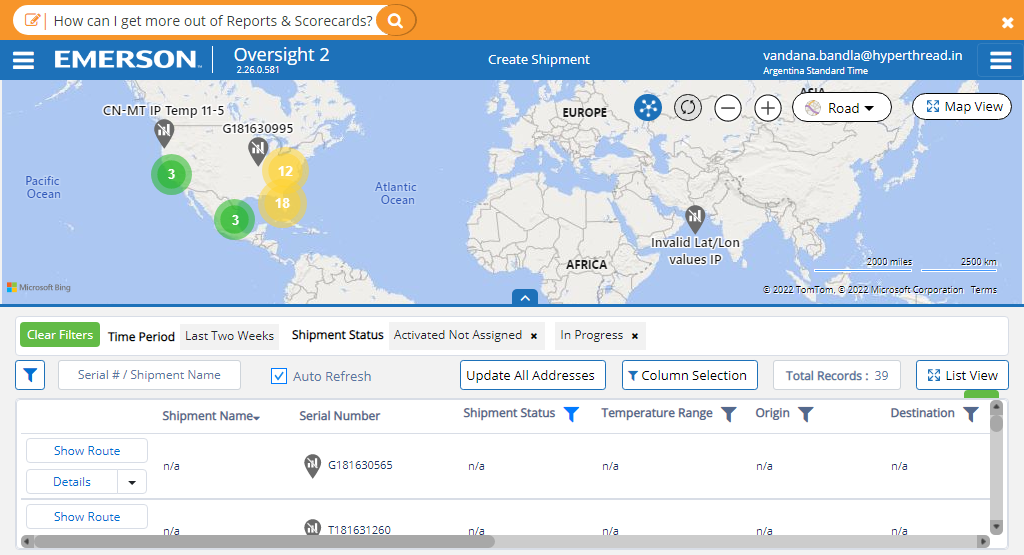 How can I get more out of Reports & Scorecards?
EMERSON
Oversight 2
2.26.0.581
Create Shipment
vandana.bandla@hyperthread.in
Argentina Standard Time
CN-MT IP Temp 11-5
G181630995
3
12
18
3
Pacific
Ocean
Atlantic
Ocean
EUROPE
ASIA
AFRICA
Road
Map View
Invalid Lat/Lon
values IP
2000 miles
2500 km
Microsoft Bing
© 2022 TomTom, © 2022 Microsoft Corporation Terms
Clear Filters
Time Period
Last Two Weeks
Shipment Status
Activated Not Assigned ×
In Progress ×
Serial # / Shipment Name
Auto Refresh
Update All Addresses
Column Selection
Total Records : 39
List View
Shipment Name
Serial Number
Shipment Status
Temperature Range
Origin
Destination
Show Route
Details
n/a
G181630565
n/a
n/a
n/a
n/a
Show Route
n/a
T181631260
n/a
n/a
n/a
n/a